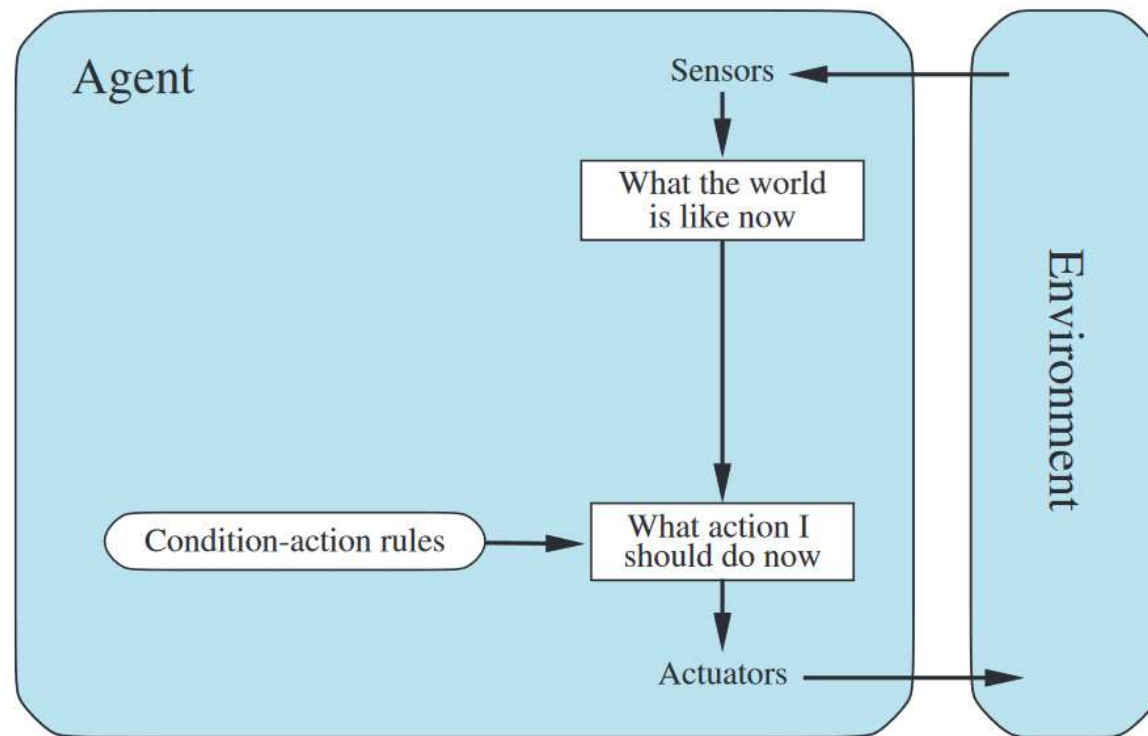 Agent
Sensors
What the world
is like now
Environment
Condition-action rules
What action I
should do now
Actuators